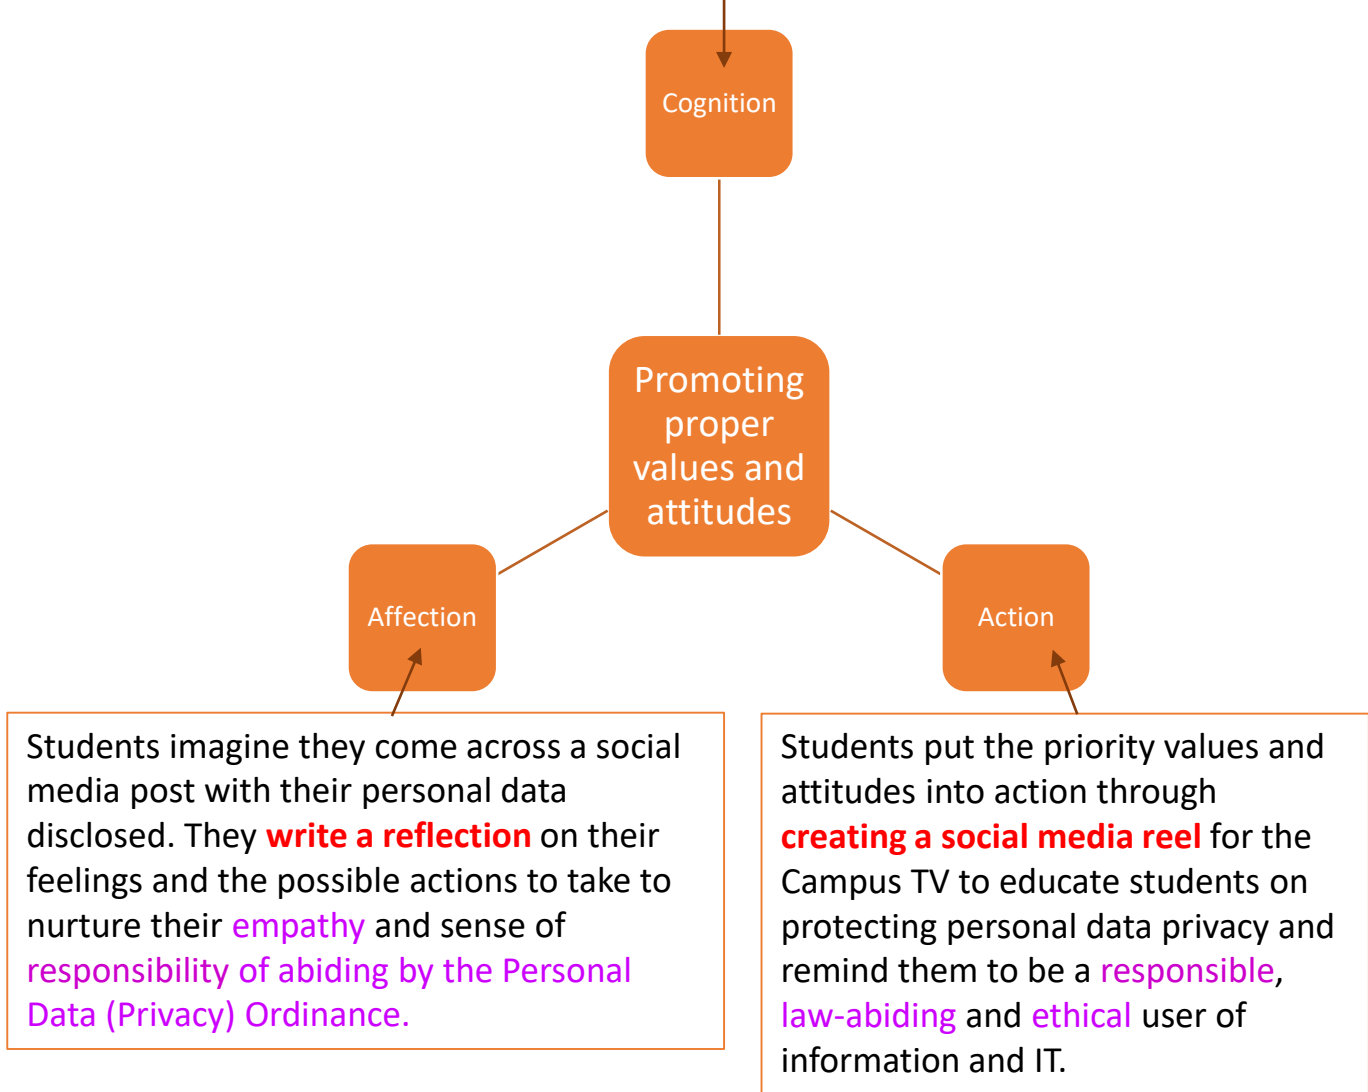 Cognition
Promoting
proper
values and
attitudes
Affection
Action
Students imagine they come across a social
media post with their personal data
disclosed. They write a reflection on their
feelings and the possible actions to take to
nurture their empathy and sense of
responsibility of abiding by the Personal
Data (Privacy) Ordinance.
Students put the priority values and
attitudes into action through
creating a social media reel for the
Campus TV to educate students on
protecting personal data privacy and
remind them to be a responsible,
law-abiding and ethical user of
information and IT.